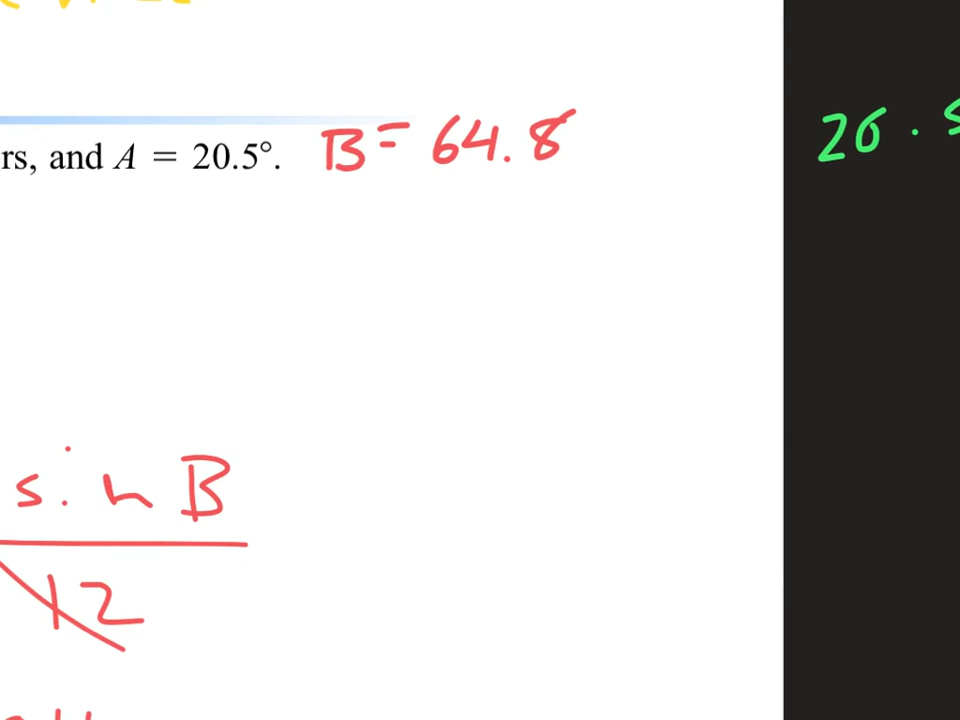 rs, and A = 20.5°. B = 64.8
26 ·
sin B
12